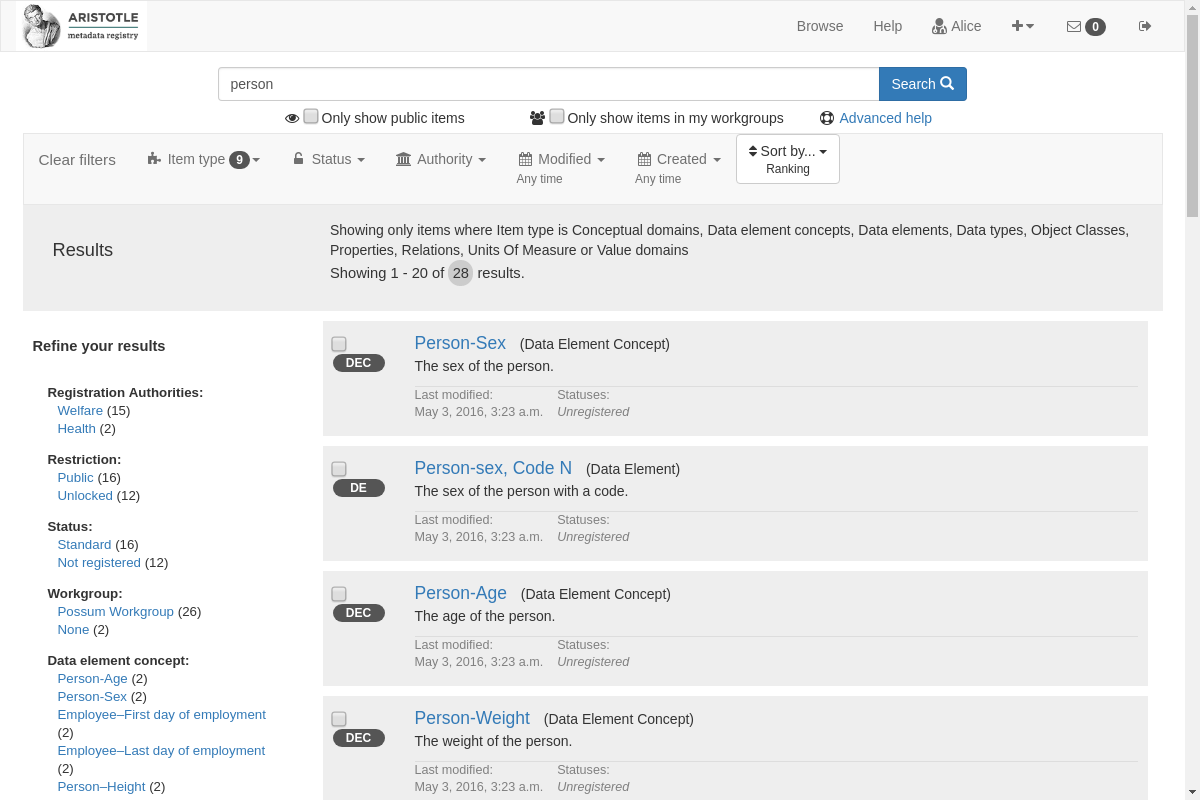 ARISTOTLE
metadata registry
Browse
Help
Alice
0
person
Search
Only show public items
Only show items in my workgroups
Advanced help
Clear filters
Item type 9
Status
Authority
Modified
Any time
Created
Any time
Sort by...
Ranking
Results
Showing only items where Item type is Conceptual domains, Data element concepts, Data elements, Data types, Object Classes,
Properties, Relations, Units Of Measure or Value domains
Showing 1 - 20 of 28 results.
Refine your results
Registration Authorities:
Welfare (15)
Health (2)
Restriction:
Public (16)
Unlocked (12)
Status:
Standard (16)
Not registered (12)
Workgroup:
Possum Workgroup (26)
None (2)
Data element concept:
Person-Age (2)
Person-Sex (2)
Employee–First day of employment
(2)
Employee–Last day of employment
(2)
Person–Height (2)
DEC
Person-Sex (Data Element Concept)
The sex of the person.
Last modified: Statuses:
May 3, 2016, 3:23 a.m. Unregistered
DE
Person-sex, Code N (Data Element)
The sex of the person with a code.
Last modified: Statuses:
May 3, 2016, 3:23 a.m. Unregistered
DEC
Person-Age (Data Element Concept)
The age of the person.
Last modified: Statuses:
May 3, 2016, 3:23 a.m. Unregistered
DEC
Person-Weight (Data Element Concept)
The weight of the person.
Last modified: Statuses:
May 3, 2016, 3:23 a.m. Unregistered